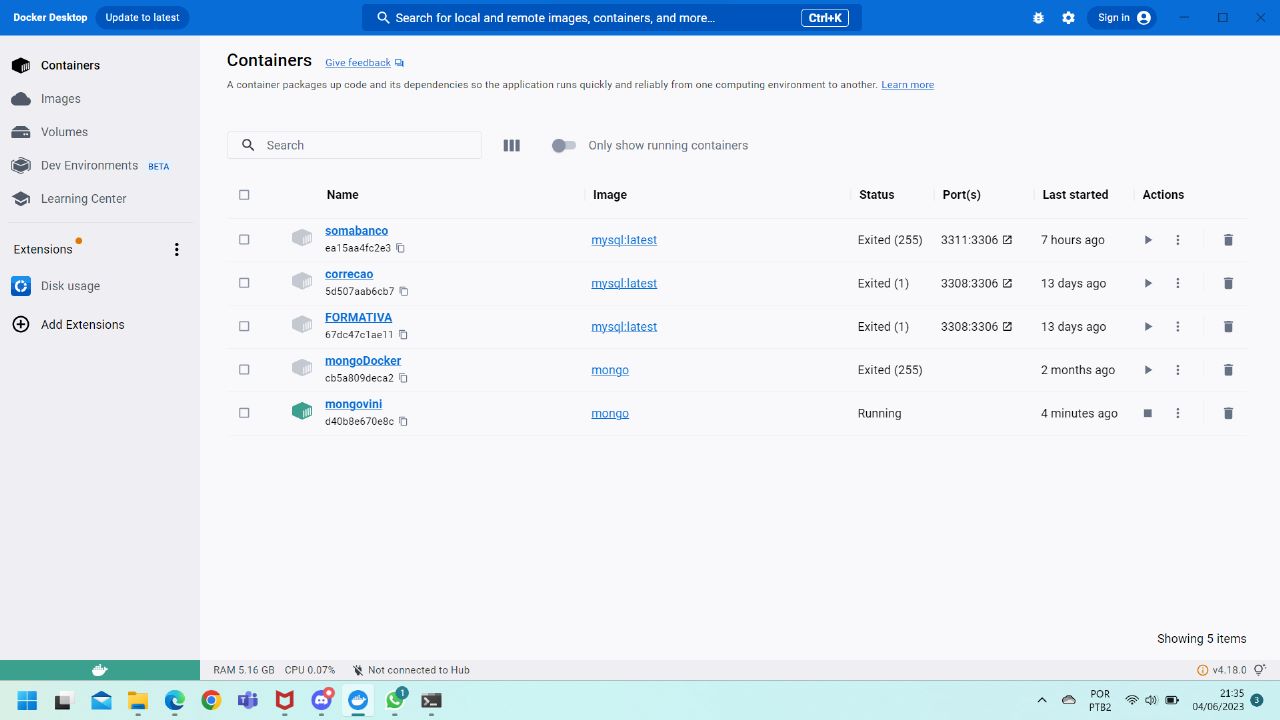 Docker Desktop Update to latest Search for local and remote images, containers, and more... Ctrl+K Sign in
Containers
Images
Volumes
Dev Environments BETA
Learning Center
Extensions
Disk usage
Add Extensions
Containers Give feedback
A container packages up code and its dependencies so the application runs quickly and reliably from one computing environment to another. Learn more
Search Only show running containers
Name Image Status Port(s) Last started Actions
somabanco mysql:latest Exited (255) 3311:3306 7 hours ago
ea15aa4fc2e3
correcao mysql:latest Exited (1) 3308:3306 13 days ago
5d507aab6cb7
FORMATIVA mysql:latest Exited (1) 3308:3306 13 days ago
67dc47c1ae11
mongoDocker mongo Exited (255) 2 months ago
cb5a809deca2
mongovini mongo Running 4 minutes ago
d40b8e670e8c
Showing 5 items
RAM 5.16 GB CPU 0.07% Not connected to Hub v4.18.0
1 POR 21:35
PTB2 04/06/2023 3